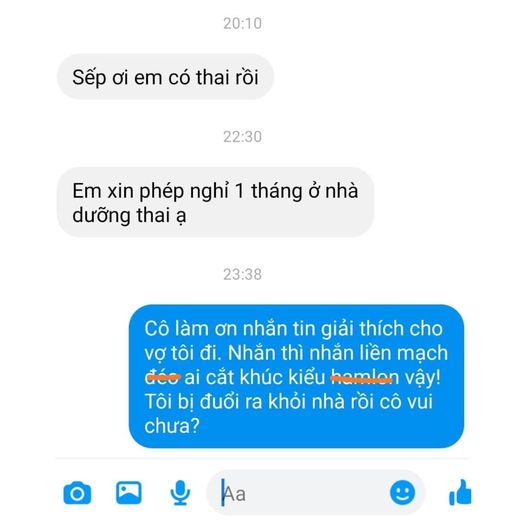 20:10
Sếp ơi em có thai rồi
22:30
Em xin phép nghỉ 1 tháng ở nhà
dưỡng thai ạ
23:38
Cô làm ơn nhắn tin giải thích cho
vợ tôi đi. Nhắn thì nhắn liền mạch
đéo ai cắt khúc kiểu hamlon vậy!
Tôi bị đuổi ra khỏi nhà rồi cô vui
chưa?
Aa